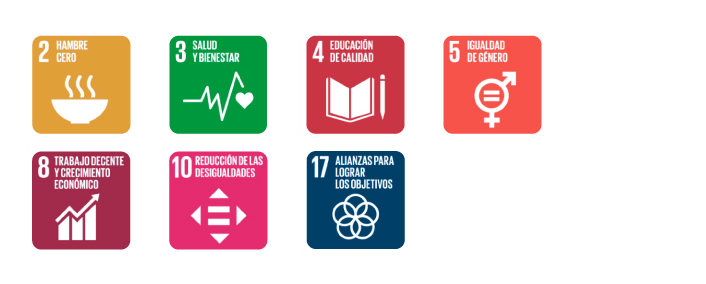 2 HAMBRE
CERO
3 SALUD
Y BIENESTAR
4 EDUCACIÓN
DE CALIDAD
5 IGUALDAD
DE GÉNERO
8 TRABAJO DECENTE
Y CRECIMIENTO
ECONÓMICO
10 REDUCCIÓN DE LAS
DESIGUALDADES
17 ALIANZAS PARA
LOGRAR
LOS OBJETIVOS